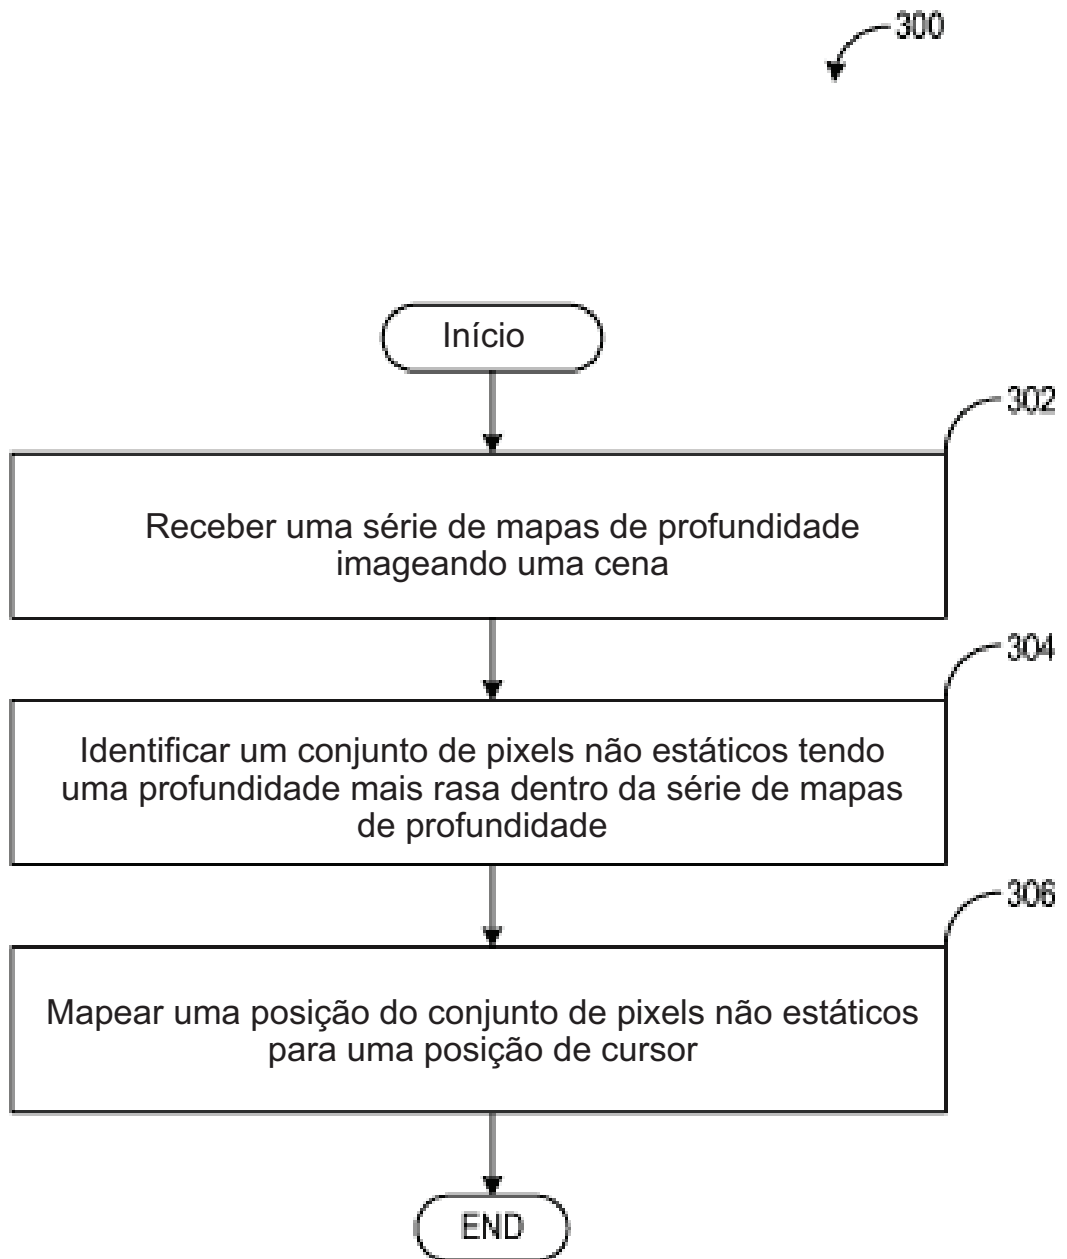 300
Início
302
Receber uma série de mapas de profundidade
imageando uma cena
304
Identificar um conjunto de pixels não estáticos tendo
uma profundidade mais rasa dentro da série de mapas
de profundidade
306
Mapear uma posição do conjunto de pixels não estáticos
para uma posição de cursor
END